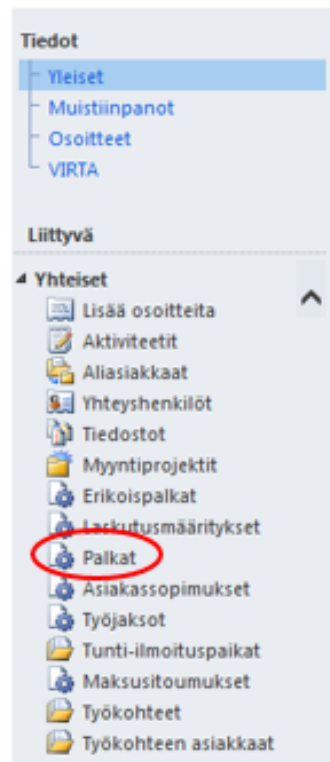 Tiedot
Yleiset
Muistiinpanot
Osoitteet
VIRTA
Liittyvä
Yhteiset
Lisää osoitteita
Aktiviteetit
Aliasiakkaat
Yhteyshenkilöt
Tiedostot
Myyntiprojektit
Erikoispalkat
Laskutusmääritykset
Palkat
Asiakassopimukset
Työjaksot
Tunti-ilmoituspaikat
Maksusitoumukset
Työkohteet
Työkohteen asiakkaat